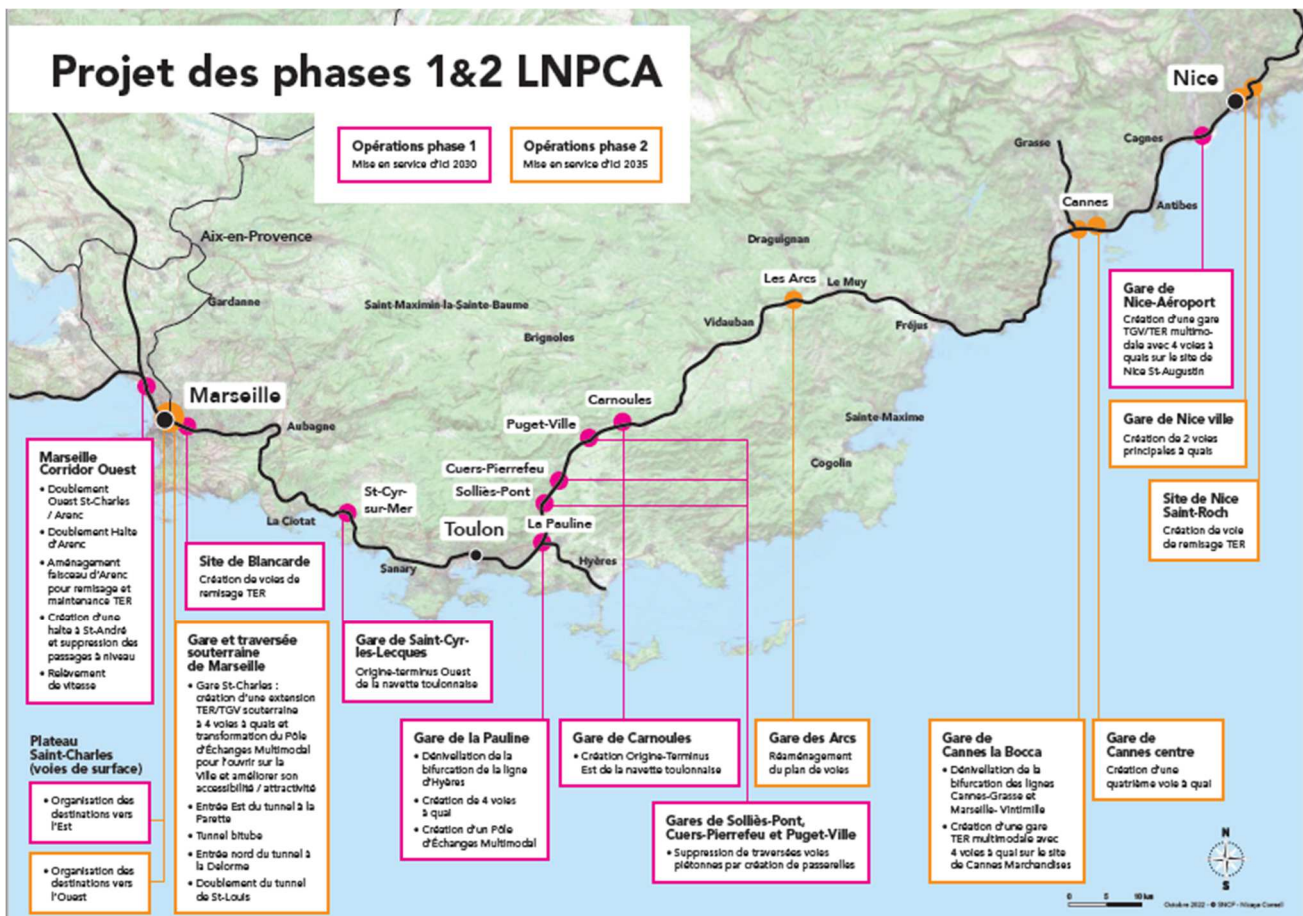 Projet des phases 1&2 LNPCA
Opérations phase 1
Mise en service d'ici 2030
Opérations phase 2
Mise en service d'ici 2035
Nice
Grasse
Cagnes
Cannes
Antibes
Aix-en-Provence
Gardanne
Saint-Maximin-la-Sainte-Baume
Brignoles
Draguignan
Les Arcs
Le Muy
Vidauban
Fréjus
Marseille
Aubagne
Carnoules
Puget-Ville
Sainte-Maxime
Cogolin
Cuers-Pierrefeu
Solliès-Pont
St-Cyr-
sur-Mer
La Ciotat
Toulon
La Pauline
Sanary
Hyères
Marseille
Corridor Ouest
• Doublement
Ouest St-Charles
/ Arenc
• Doublement Halte
d'Arenc
• Aménagement
faisceau d'Arenc
pour remisage et
maintenance TER
• Création d'une
halte à St-André
et suppression des
passages à niveau
• Relèvement
de vitesse
Site de Blancarde
Création de voies de
remisage TER
Plateau
Saint-Charles
(voies de surface)
• Organisation des
destinations vers
l'Est
• Organisation des
destinations vers
l'Ouest
Gare et traversée
souterraine
de Marseille
• Gare St-Charles :
création d'une extension
TER/TGV souterraine
à 4 voies à quais et
transformation du Pôle
d'Échanges Multimodal
pour l'ouvrir sur la
Ville et améliorer son
accessibilité / attractivité
• Entrée Est du tunnel à la
Parette
• Tunnel bitube
• Entrée nord du tunnel à
la Delorme
• Doublement du tunnel
de St-Louis
Gare de Saint-Cyr-
les-Lecques
Origine-terminus Ouest
de la navette toulonnaise
Gare de la Pauline
• Dénivellation de la
bifurcation de la ligne
d'Hyères
• Création de 4 voies
à quai
• Création d'un Pôle
d'Échanges Multimodal
Gare de Carnoules
• Création Origine-Terminus
Est de la navette toulonnaise
Gares de Solliès-Pont,
Cuers-Pierrefeu et Puget-Ville
• Suppression de traversées voies
piétonnes par création de passerelles
Gare des Arcs
Réaménagement
du plan de voies
Gare de
Cannes la Bocca
• Dénivellation de la
bifurcation des lignes
Cannes-Grasse et
Marseille- Vintimille
• Création d'une gare
TER multimodale avec
4 voies à quai sur le site
de Cannes Marchandises
Gare de
Cannes centre
Création d'une
quatrième voie à quai
Gare de
Nice-Aéroport
Création d'une gare
TGV/TER multimo-
dale avec 4 voies à
quais sur le site de
Nice St-Augustin
Gare de Nice ville
Création de 2 voies
principales à quais
Site de Nice
Saint-Roch
Création de voie
de remisage TER
N
S
0 5 10 km
Octobre 2022 - © SNCF - Nicaya Conseil